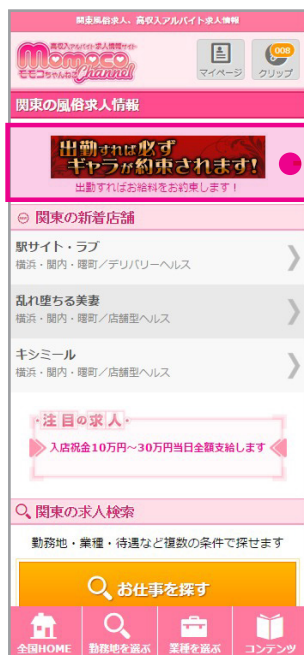 関東風俗求人、高収入アルバイト求人情報
高収入アルバイト求人情報サイト
Momoco
モモコちゃんねる Channel
マイページ
008
クリップ
関東の風俗求人情報
出勤すれば必ず
ギャラが約束されます!
出勤すればお給料をお約束します!
関東の新着店舗
駅サイト・ラブ
横浜・関内・曙町/デリバリーヘルス
乱れ堕ちる美妻
横浜・関内・曙町/店舗型ヘルス
キシミール
横浜・関内・曙町/店舗型ヘルス
・注目の求人・
入店祝金10万円〜30万円当日全額支給します
関東の求人検索
勤務地・業種・待遇など複数の条件で探せます
お仕事を探す
全国HOME
勤務地を選ぶ
業種を選ぶ
コンテンツ